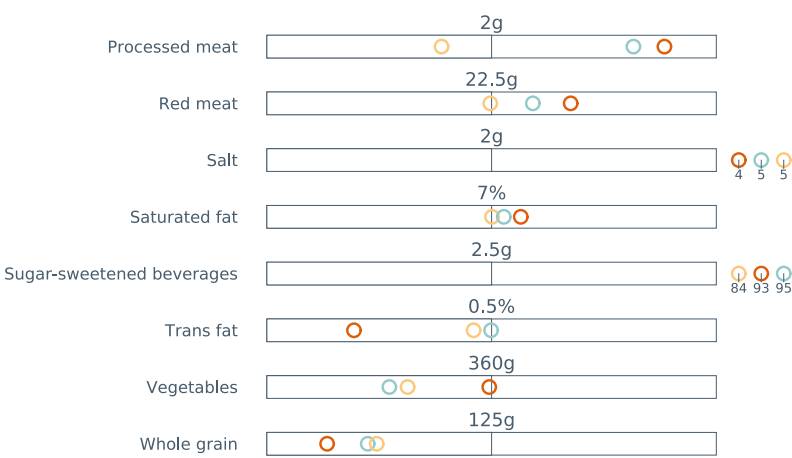 2g
Processed meat
22.5g
Red meat
2g
Salt
4 5 5
7%
Saturated fat
2.5g
Sugar-sweetened beverages
84 93 95
0.5%
Trans fat
360g
Vegetables
125g
Whole grain